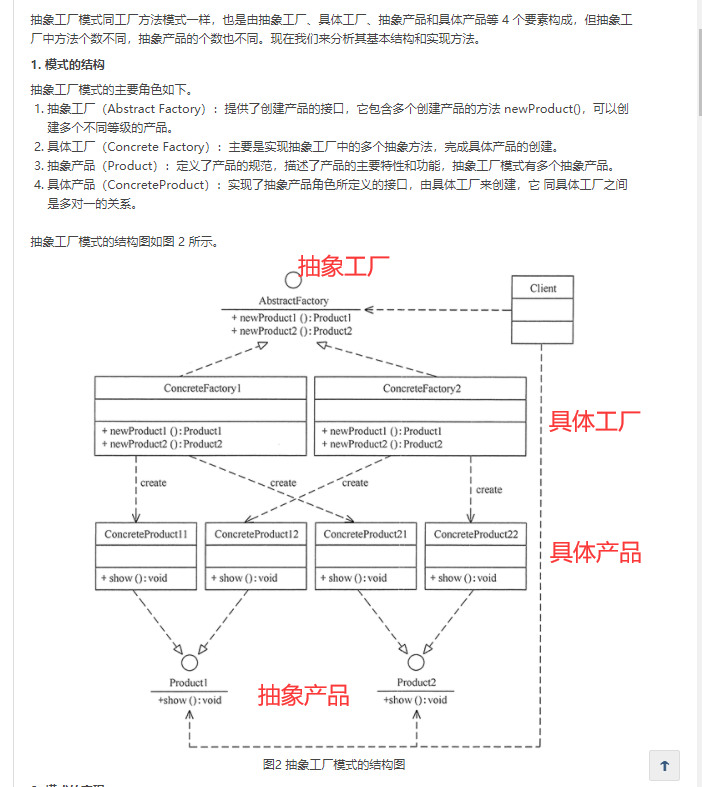 抽象工厂模式同工厂方法模式一样，也是由抽象工厂、具体工厂、抽象产品和具体产品等 4 个要素构成，但抽象工
厂中方法个数不同，抽象产品的个数也不同。现在我们来分析其基本结构和实现方法。
1. 模式的结构
抽象工厂模式的主要角色如下。
1. 抽象工厂（Abstract Factory）：提供了创建产品的接口，它包含多个创建产品的方法 newProduct()，可以创
建多个不同等级的产品。
2. 具体工厂（Concrete Factory）：主要是实现抽象工厂中的多个抽象方法，完成具体产品的创建。
3. 抽象产品（Product）：定义了产品的规范，描述了产品的主要特性和功能，抽象工厂模式有多个抽象产品。
4. 具体产品（ConcreteProduct）：实现了抽象产品角色所定义的接口，由具体工厂来创建，它 同具体工厂之间
是多对一的关系。
抽象工厂模式的结构图如图 2 所示。
抽象工厂
AbstractFactory
Client
+ newProduct1 ():Product1
+ newProduct2 ():Product2
ConcreteFactory1
ConcreteFactory2
+ newProduct1 ():Product1
+ newProduct2 ():Product2
+ newProduct1 ():Product1
+ newProduct2 ():Product2
具体工厂
create
create
create
create
ConcreteProduct11
ConcreteProduct12
ConcreteProduct21
ConcreteProduct22
具体产品
+ show ():void
+ show ():void
+ show ():void
+ show ():void
Product1
+show ():void
抽象产品
Product2
+show ():void
图2 抽象工厂模式的结构图